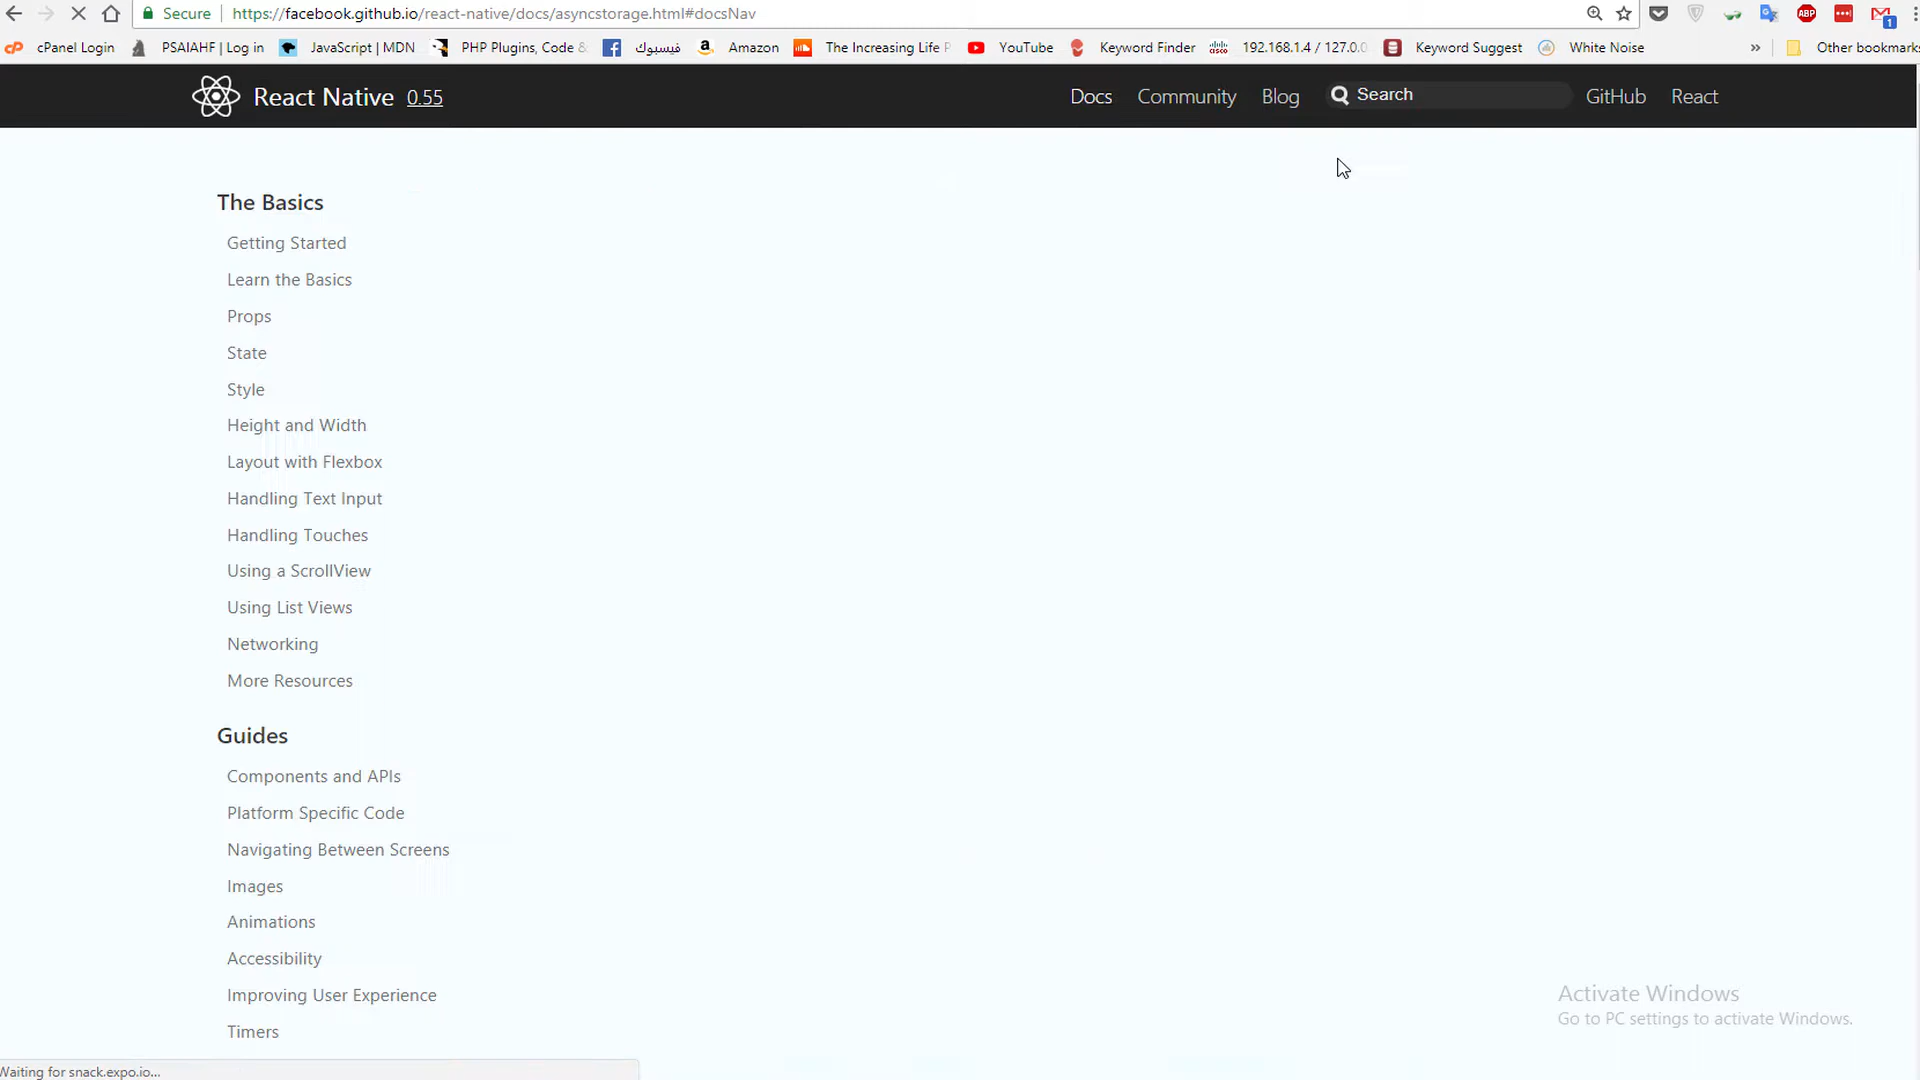 Secure
https://facebook.github.io/react-native/docs/asyncstorage.html#docsNav
cPanel Login
PSAIAHF | Log in
JavaScript | MDN
PHP Plugins, Code &
فيسبوك
Amazon
The Increasing Life
YouTube
Keyword Finder
192.168.1.4 / 127.0.0
Keyword Suggest
White Noise
»
Other bookmarks
React Native 0.55
Docs
Community
Blog
Search
GitHub
React
The Basics
Getting Started
Learn the Basics
Props
State
Style
Height and Width
Layout with Flexbox
Handling Text Input
Handling Touches
Using a ScrollView
Using List Views
Networking
More Resources
Guides
Components and APIs
Platform Specific Code
Navigating Between Screens
Images
Animations
Accessibility
Improving User Experience
Timers
Activate Windows
Go to PC settings to activate Windows.
Waiting for snack.expo.io...